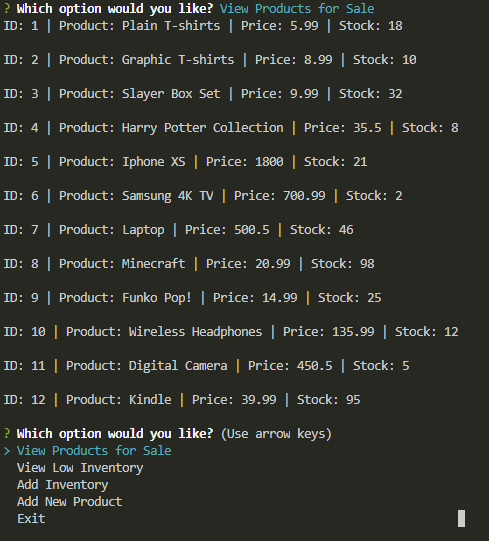 ? Which option would you like? View Products for Sale
ID: 1 | Product: Plain T-shirts | Price: 5.99 | Stock: 18
ID: 2 | Product: Graphic T-shirts | Price: 8.99 | Stock: 10
ID: 3 | Product: Slayer Box Set | Price: 9.99 | Stock: 32
ID: 4 | Product: Harry Potter Collection | Price: 35.5 | Stock: 8
ID: 5 | Product: Iphone XS | Price: 1800 | Stock: 21
ID: 6 | Product: Samsung 4K TV | Price: 700.99 | Stock: 2
ID: 7 | Product: Laptop | Price: 500.5 | Stock: 46
ID: 8 | Product: Minecraft | Price: 20.99 | Stock: 98
ID: 9 | Product: Funko Pop! | Price: 14.99 | Stock: 25
ID: 10 | Product: Wireless Headphones | Price: 135.99 | Stock: 12
ID: 11 | Product: Digital Camera | Price: 450.5 | Stock: 5
ID: 12 | Product: Kindle | Price: 39.99 | Stock: 95
? Which option would you like? (Use arrow keys)
> View Products for Sale
View Low Inventory
Add Inventory
Add New Product
Exit